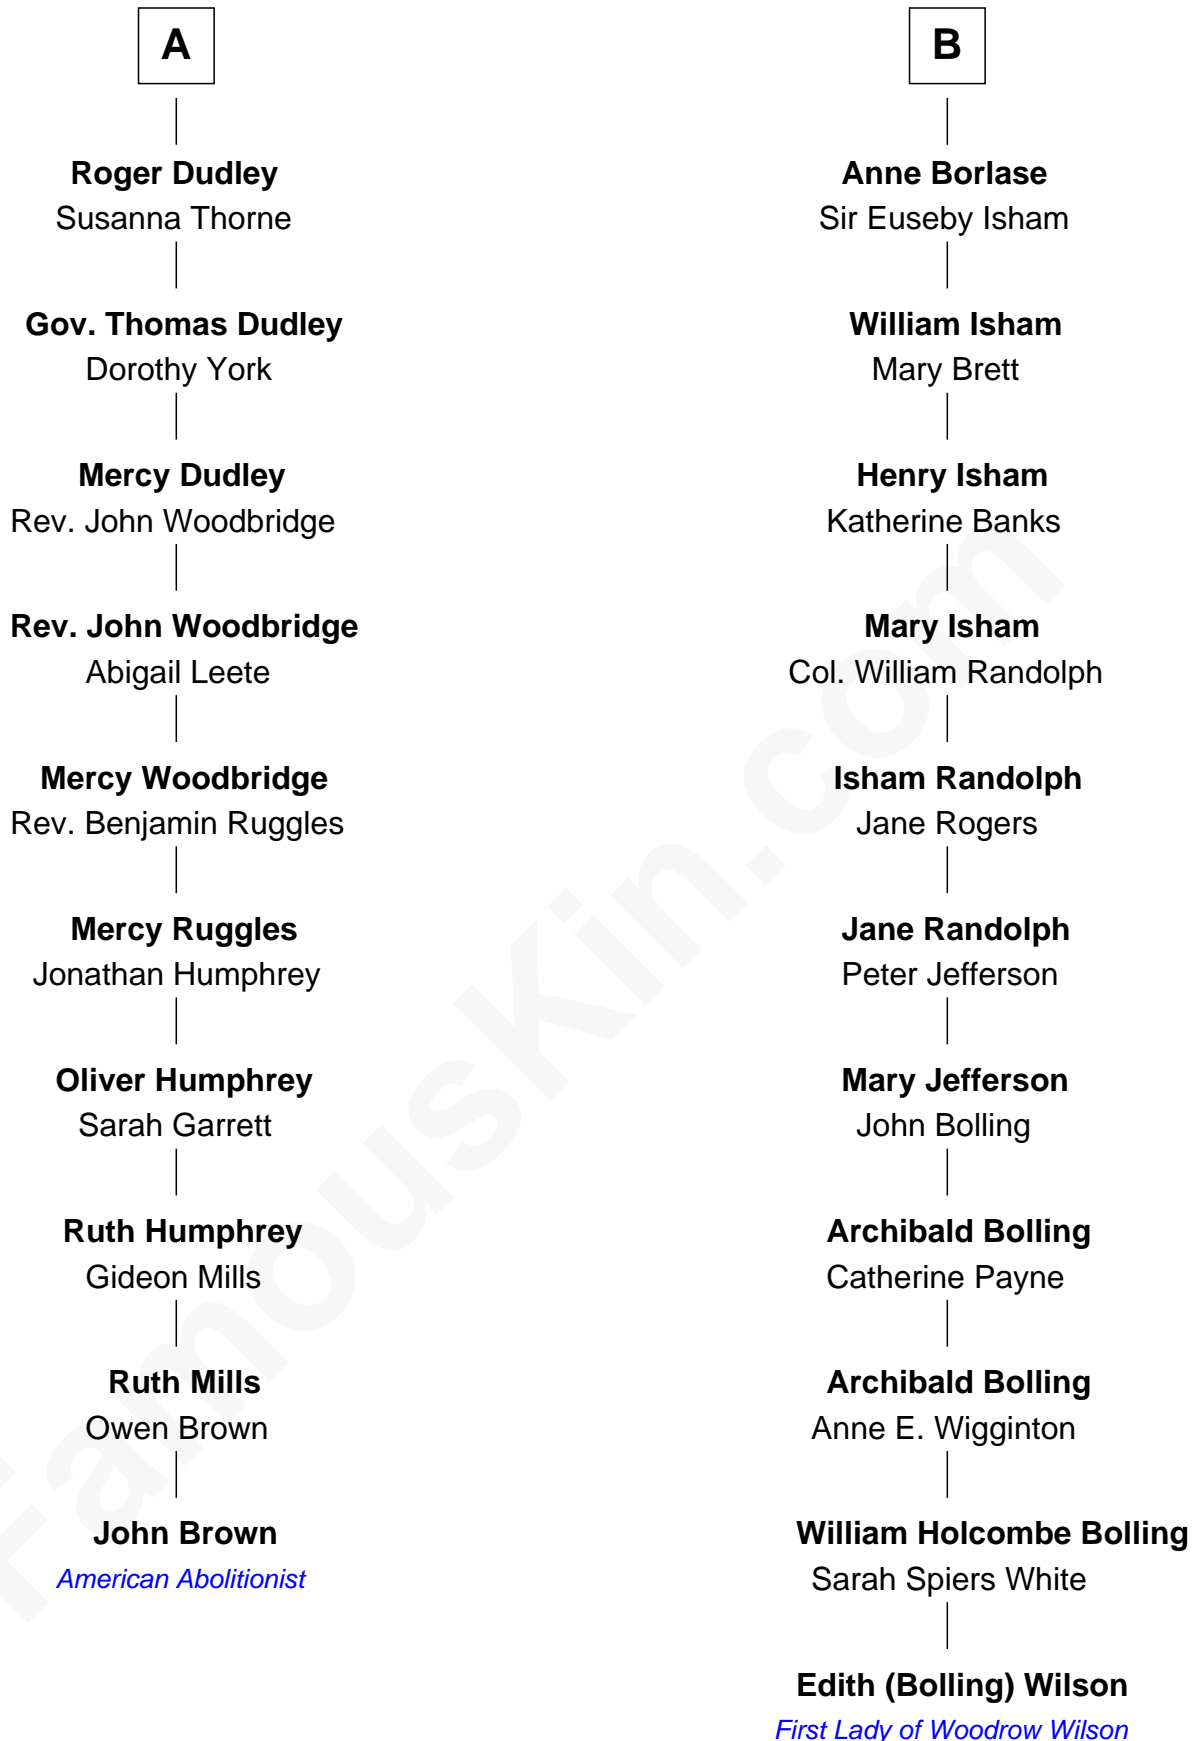 A
Roger Dudley
Susanna Thorne
Gov. Thomas Dudley
Dorothy York
Mercy Dudley
Rev. John Woodbridge
Rev. John Woodbridge
Abigail Leete
Mercy Woodbridge
Rev. Benjamin Ruggles
Mercy Ruggles
Jonathan Humphrey
Oliver Humphrey
Sarah Garrett
Ruth Humphrey
Gideon Mills
Ruth Mills
Owen Brown
John Brown
American Abolitionist
B
Anne Borlase
Sir Euseby Isham
William Isham
Mary Brett
Henry Isham
Katherine Banks
Mary Isham
Col. William Randolph
Isham Randolph
Jane Rogers
Jane Randolph
Peter Jefferson
Mary Jefferson
John Bolling
Archibald Bolling
Catherine Payne
Archibald Bolling
Anne E. Wigginton
William Holcombe Bolling
Sarah Spiers White
Edith (Bolling) Wilson
First Lady of Woodrow Wilson
FamousKin.com